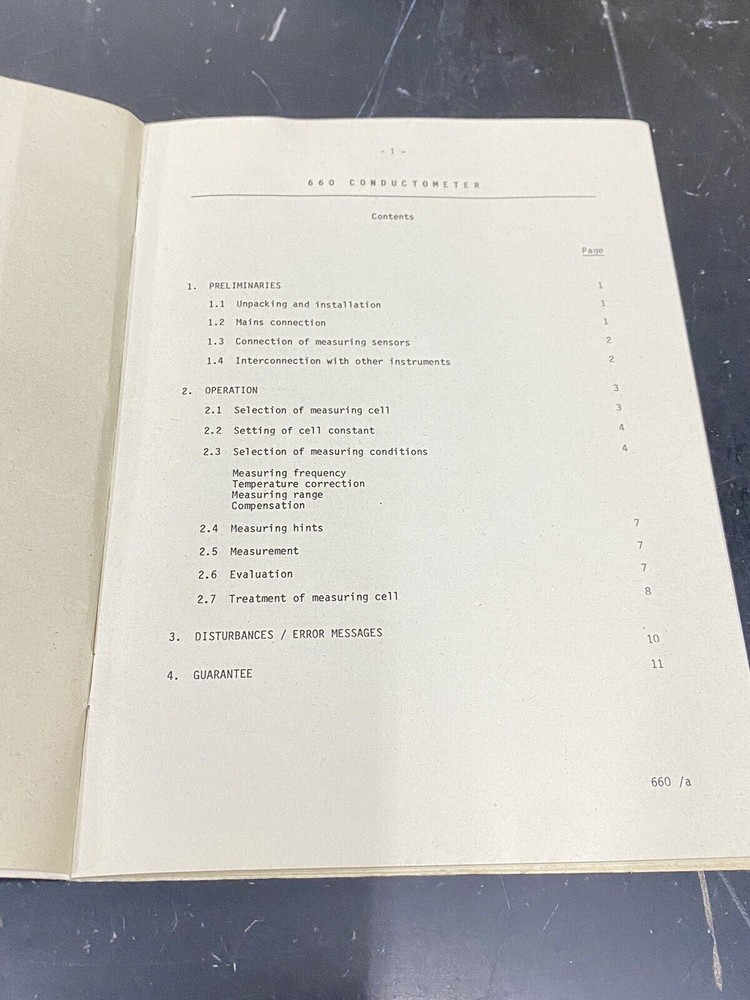 - 1 -
660 CONDUCTOMETER
Contents
Page
1. PRELIMINARIES 1
1.1 Unpacking and installation 1
1.2 Mains connection 1
1.3 Connection of measuring sensors 2
1.4 Interconnection with other instruments 2
2. OPERATION 3
2.1 Selection of measuring cell 3
2.2 Setting of cell constant 4
2.3 Selection of measuring conditions 4
Measuring frequency
Temperature correction
Measuring range
Compensation
2.4 Measuring hints 7
2.5 Measurement 7
2.6 Evaluation 7
2.7 Treatment of measuring cell 8
3. DISTURBANCES / ERROR MESSAGES 10
4. GUARANTEE 11
660 /a